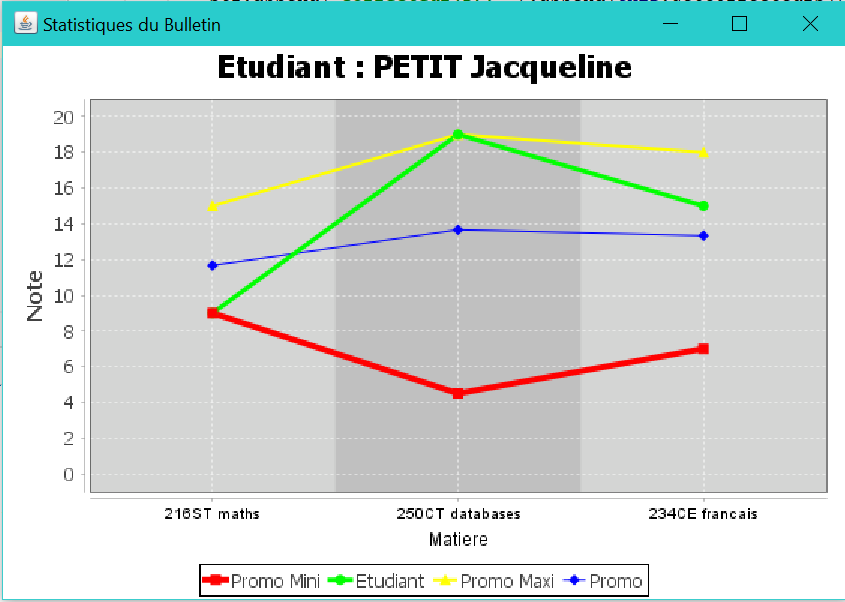 Statistiques du Bulletin
Etudiant : PETIT Jacqueline
20
18
16
14
12
10
8
6
4
2
0
Note
216ST maths 250CT databases 234CE francais
Matiere
Promo Mini Etudiant Promo Maxi Promo